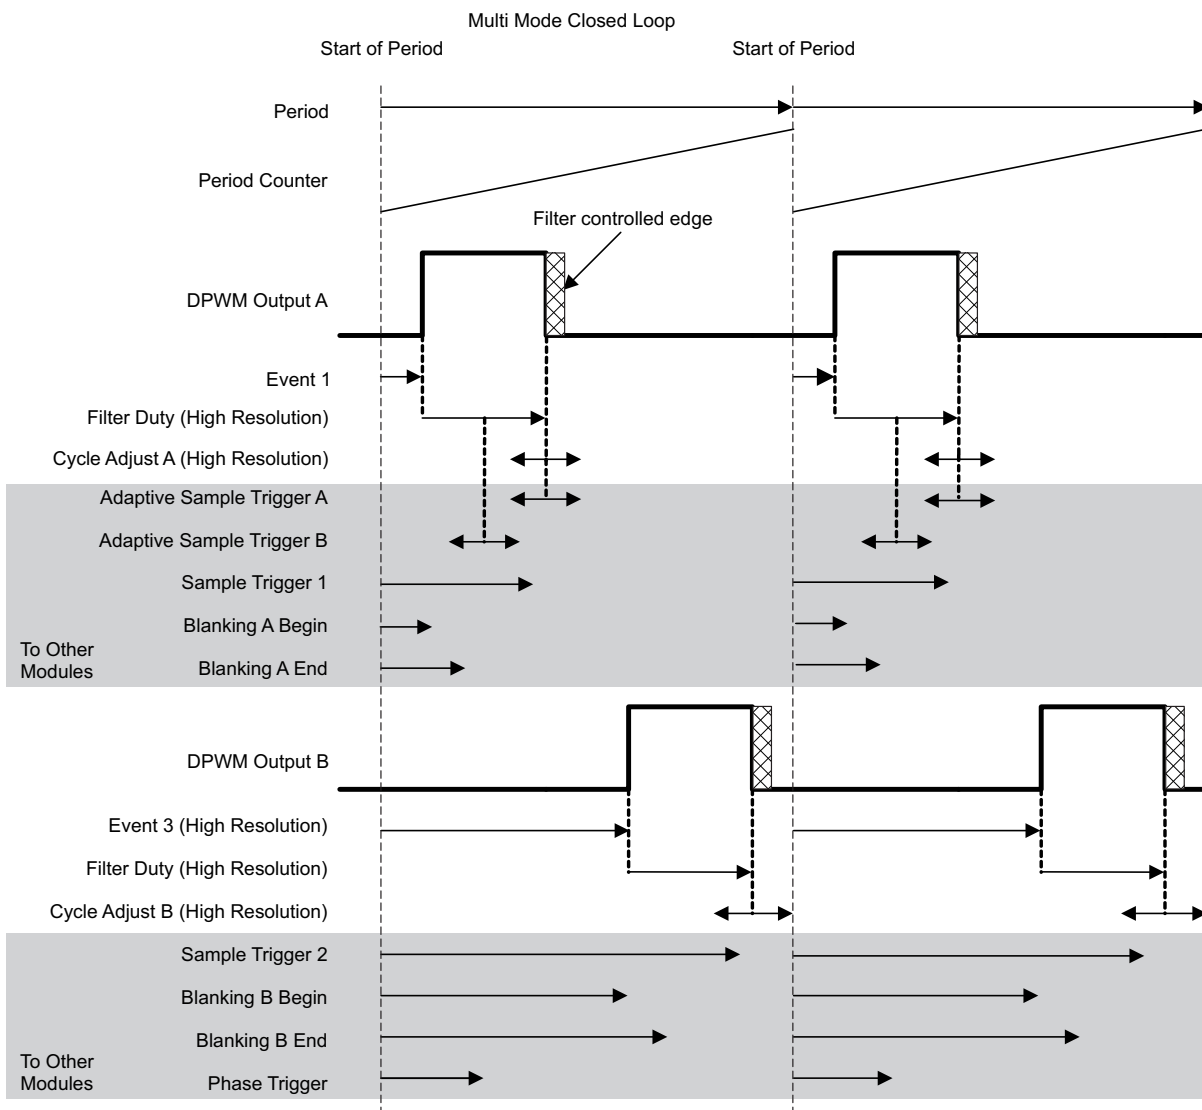 Multi Mode Closed Loop
Start of Period
Start of Period
Period
Period Counter
Filter controlled edge
DPWM Output A
Event 1
Filter Duty (High Resolution)
Cycle Adjust A (High Resolution)
Adaptive Sample Trigger A
Adaptive Sample Trigger B
Sample Trigger 1
Blanking A Begin
To Other
Modules
Blanking A End
DPWM Output B
Event 3 (High Resolution)
Filter Duty (High Resolution)
Cycle Adjust B (High Resolution)
Sample Trigger 2
Blanking B Begin
Blanking B End
To Other
Modules
Phase Trigger